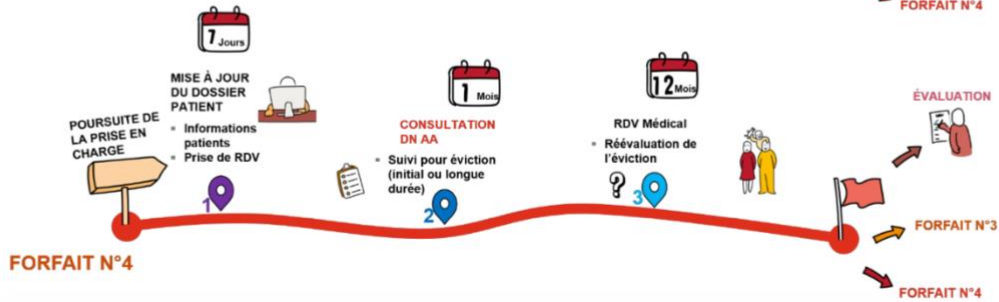 FORFAIT N°4
7 Jours
MISE À JOUR
DU DOSSIER
PATIENT
▪ Informations
patients
▪ Prise de RDV
POURSUITE DE
LA PRISE EN
CHARGE
1
1 Mois
CONSULTATION
DN AA
▪ Suivi pour éviction
(initial ou longue
durée)
2
12 Mois
RDV Médical
▪ Réévaluation de
l'éviction
?
3
ÉVALUATION
FORFAIT N°3
FORFAIT N°4
FORFAIT N°4